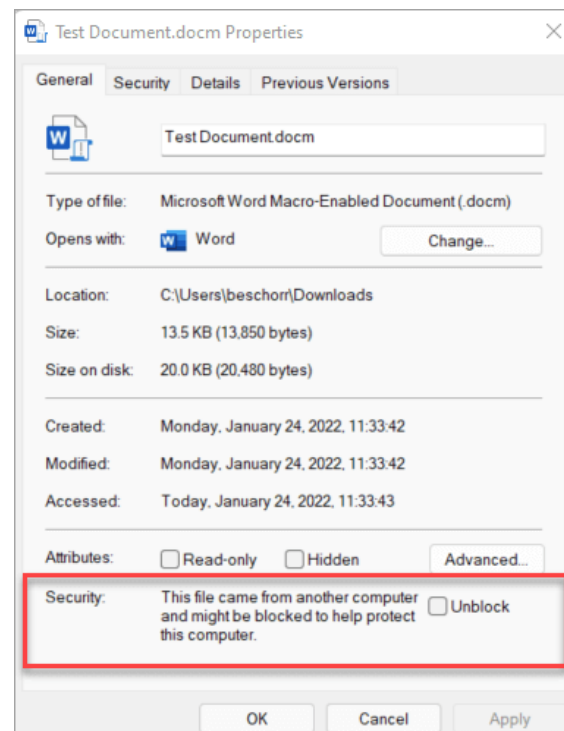 Test Document.docm Properties
General Security Details Previous Versions
Test Document.docm
Type of file: Microsoft Word Macro-Enabled Document (.docm)
Opens with: Word Change...
Location: C:\Users\beschorr\Downloads
Size: 13.5 KB (13,850 bytes)
Size on disk: 20.0 KB (20,480 bytes)
Created: Monday, January 24, 2022, 11:33:42
Modified: Monday, January 24, 2022, 11:33:42
Accessed: Today, January 24, 2022, 11:33:43
Attributes: Read-only Hidden Advanced...
Security: This file came from another computer
and might be blocked to help protect
this computer.
Unblock
OK Cancel Apply